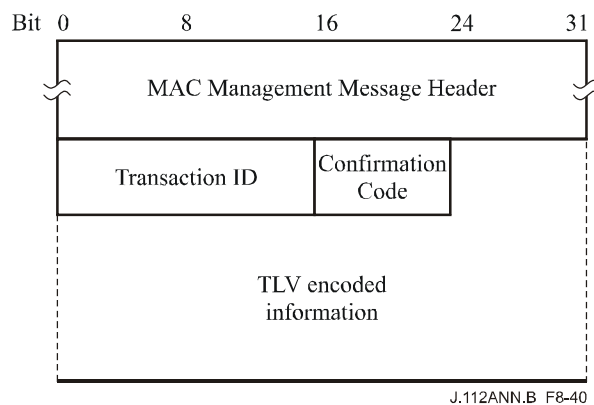 Bit 0 8 16 24 31
MAC Management Message Header
Transaction ID
Confirmation
Code
TLV encoded
information
J.112ANN.B F8-40